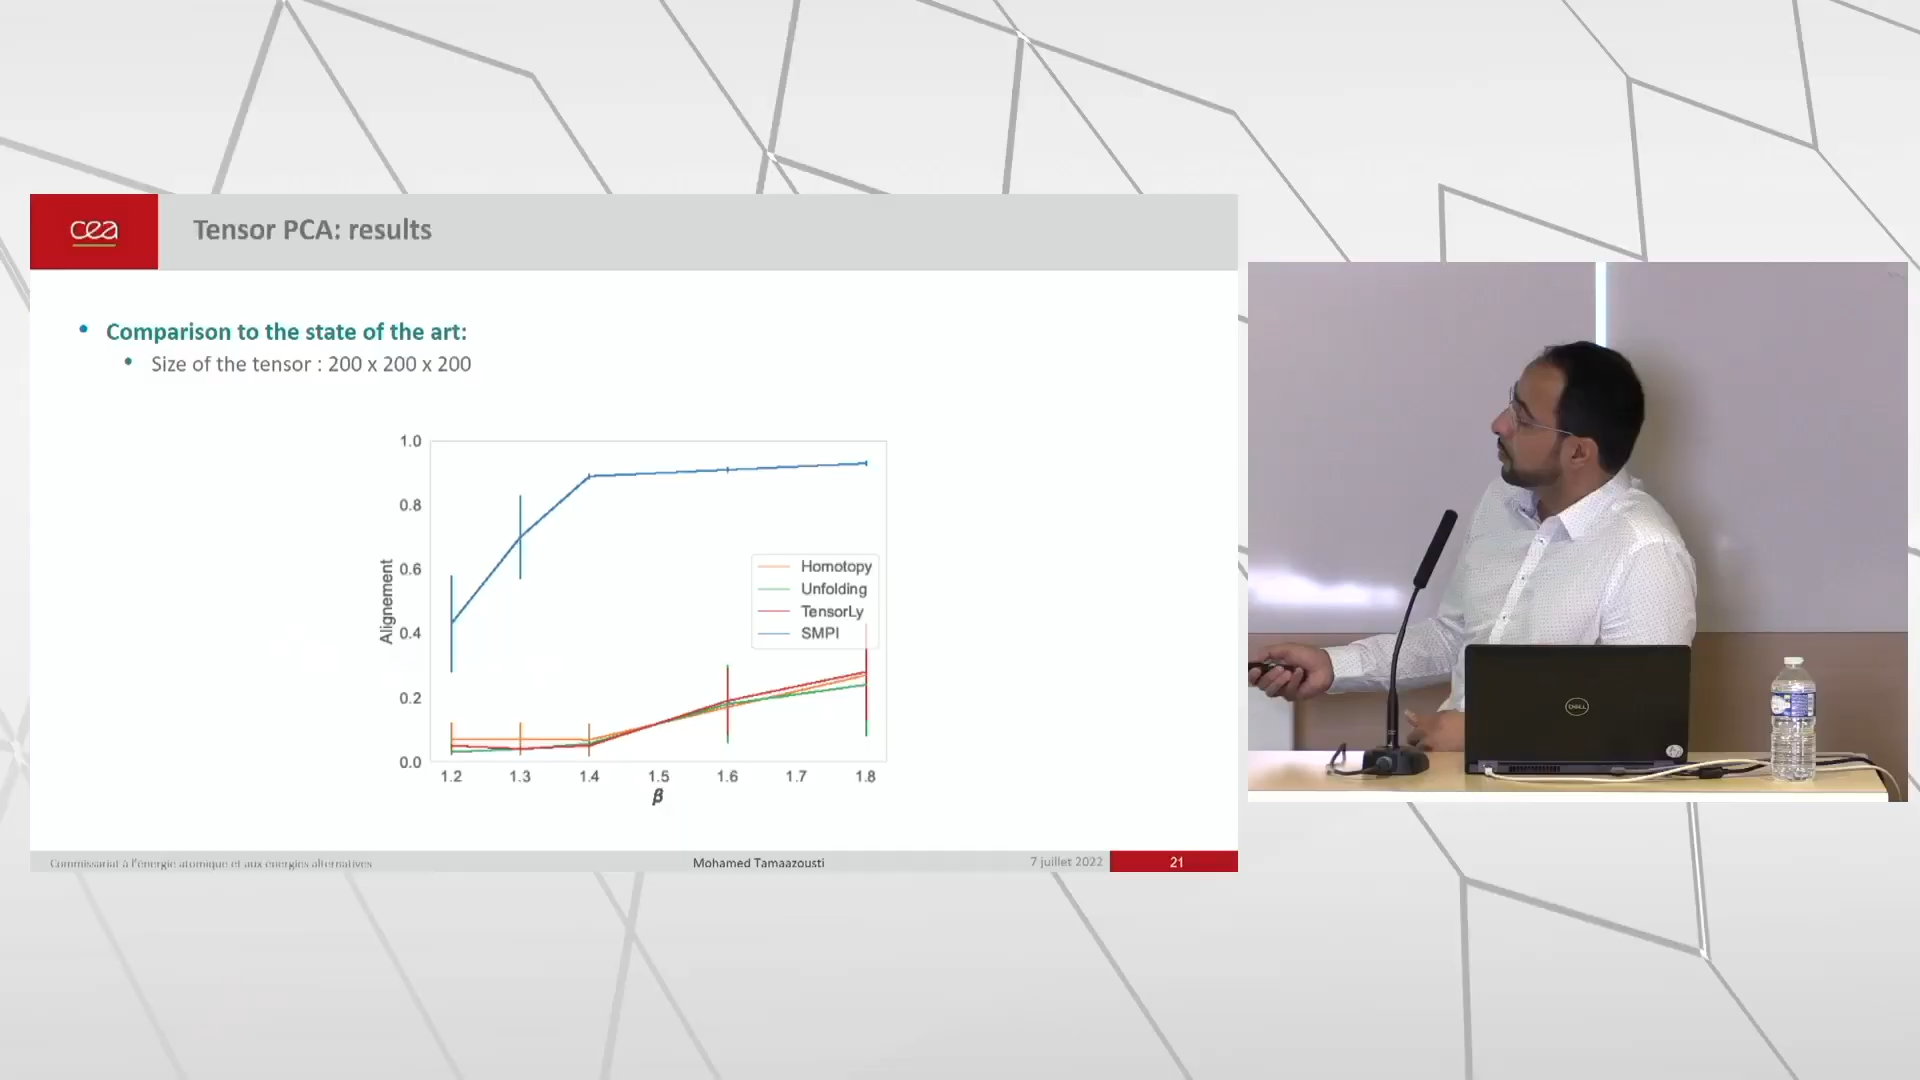 cea
Tensor PCA: results
• Comparison to the state of the art:
• Size of the tensor : 200 x 200 x 200
1.0
0.8
0.6
0.4
0.2
0.0
Alignement
Homotopy
Unfolding
TensorLy
SMPI
1.2 1.3 1.4 1.5 1.6 1.7 1.8
β
Commissariat à l'énergie atomique et aux énergies alternatives
Mohamed Tamaazousti
7 juillet 2022
21
DELL